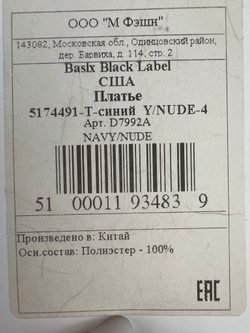 ООО "М Фэшн"
143082, Московская обл., Одинцовский район,
дер. Барвиха, д. 114, стр. 2
Basix Black Label
США
Платье
5174491-Т-синий Y/NUDE-4
Арт. D7992A
NAVY/NUDE
51 00011 93483 9
Произведено в: Китай
Осн.состав: Полиэстер - 100%
EAC